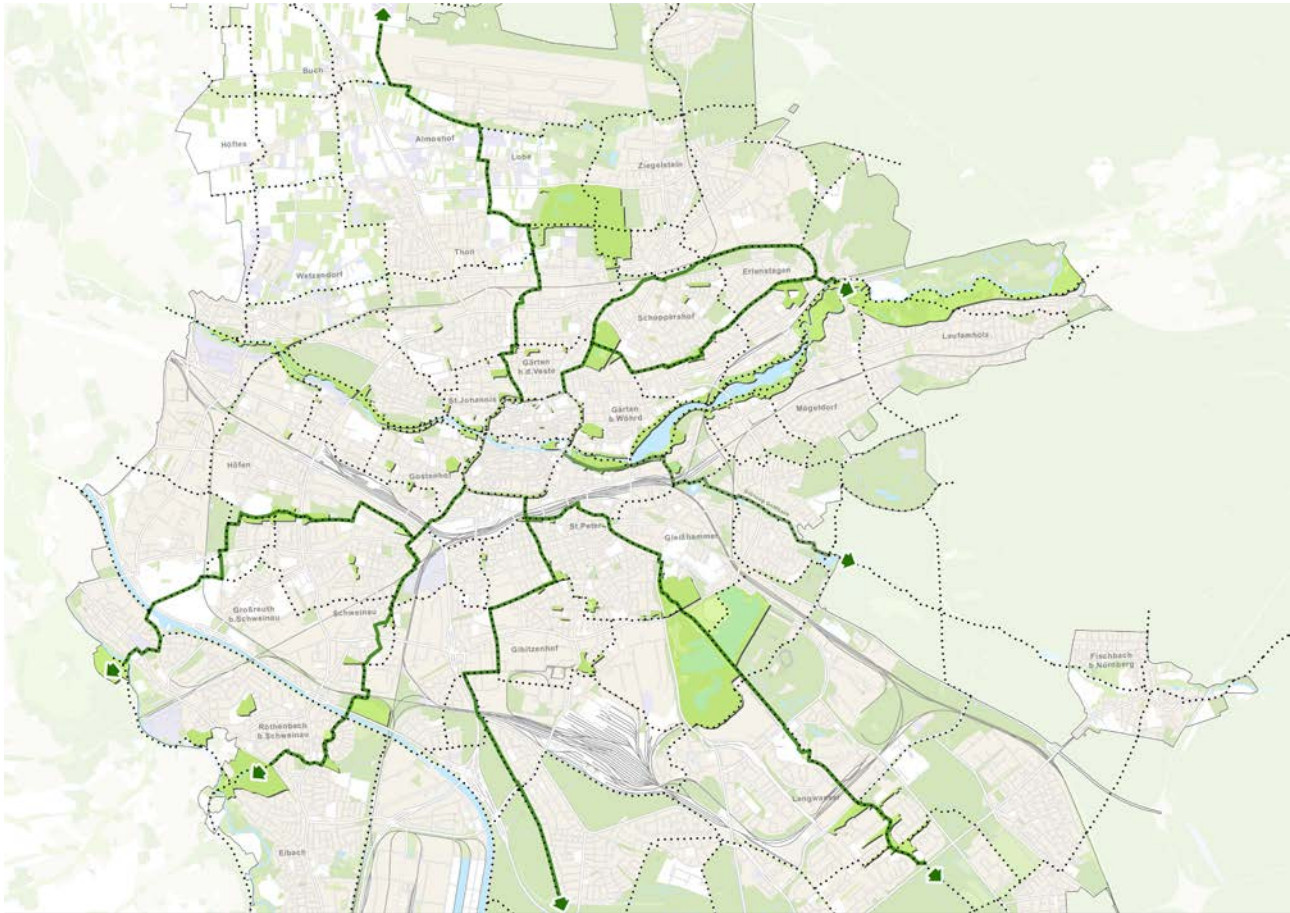 Buch
Almoshof
Höfles
Lohe
Ziegelstein
Thon
Wetzendorf
Erlenstegen
Schoppershof
Laufamholz
Gärten
h.d.Veste
St.Johannis
Gärten
b.Wöhrd
Mögeldorf
Höfen
Gostenhof
St.Peter
Gleißhammer
Großreuth
b.Schweinau
Schweinau
Gibitzenhof
Fischbach
b.Nürnberg
Röthenbach
b.Schweinau
Langwasser
Eibach